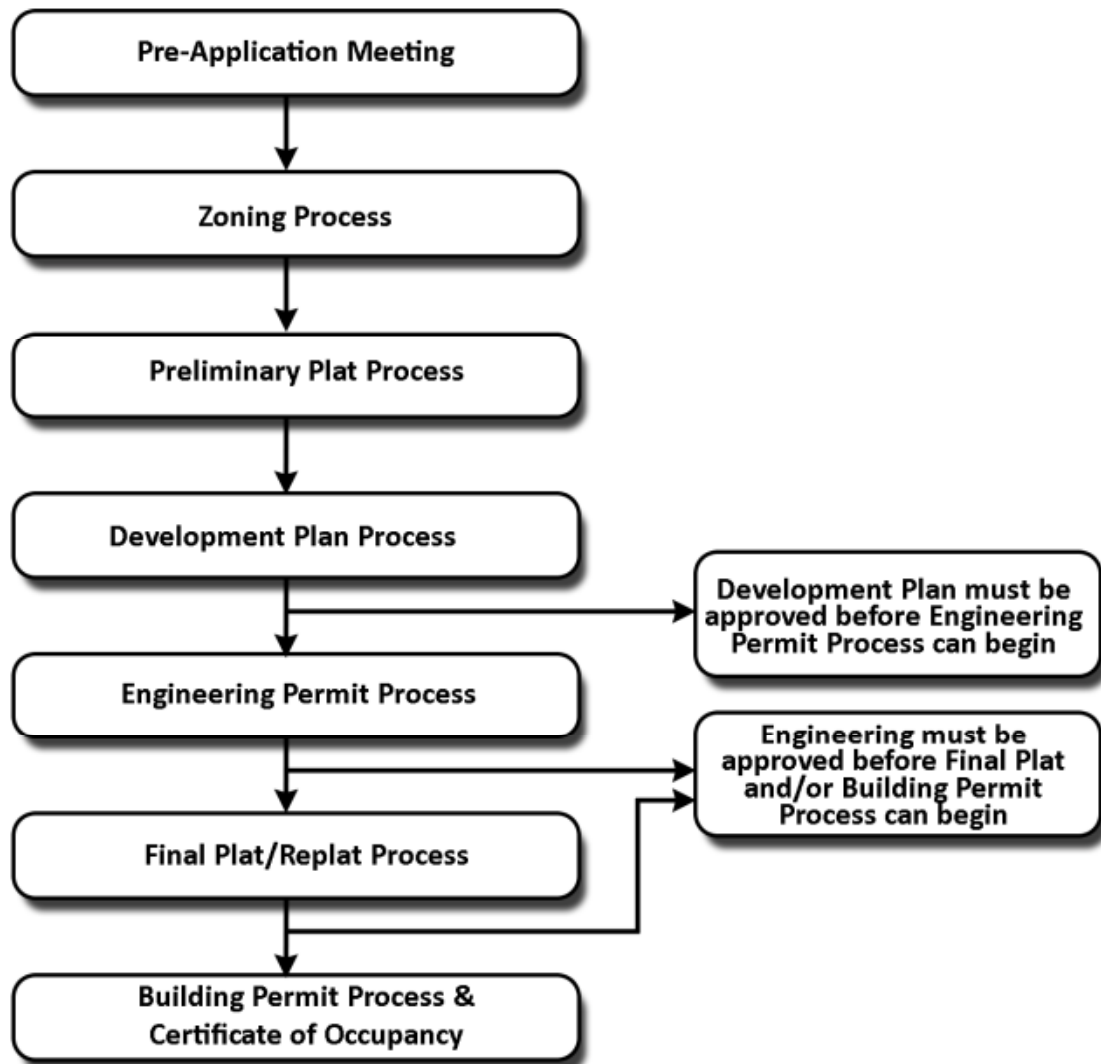 Pre-Application Meeting
Zoning Process
Preliminary Plat Process
Development Plan Process
Development Plan must be
approved before Engineering
Permit Process can begin
Engineering Permit Process
Engineering must be
approved before Final Plat
and/or Building Permit
Process can begin
Final Plat/Replat Process
Building Permit Process &
Certificate of Occupancy